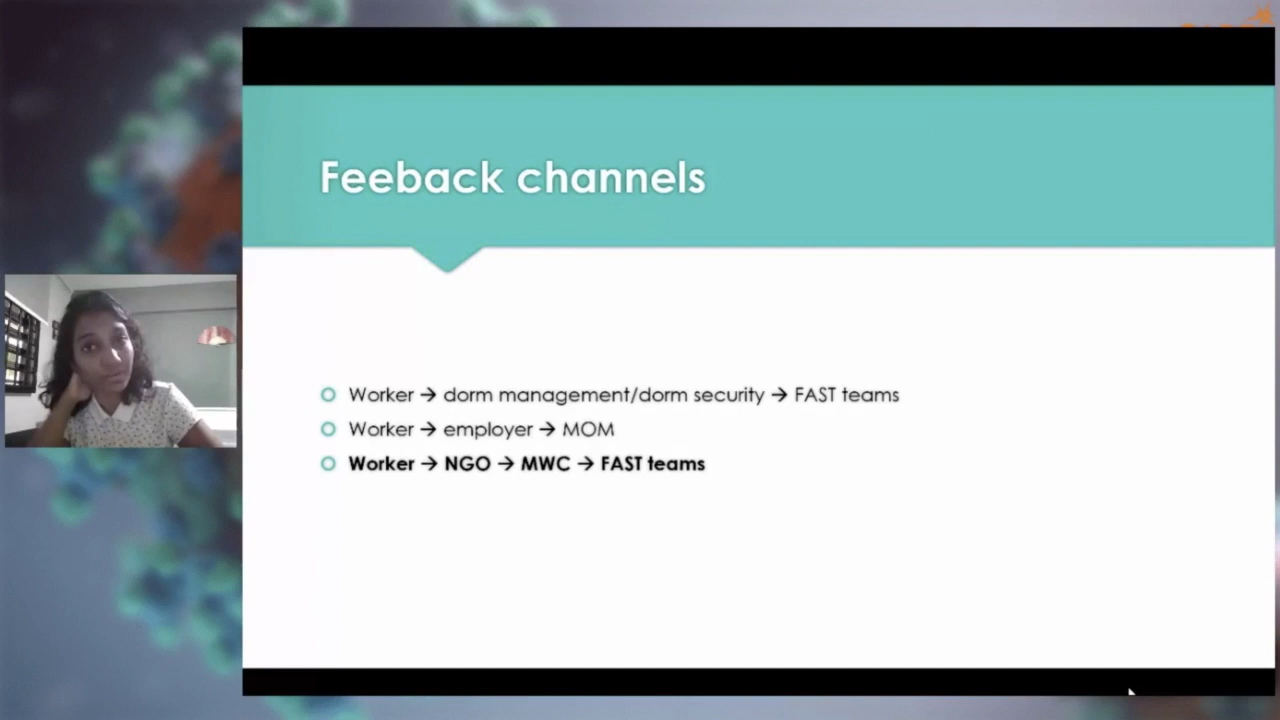 Feeback channels
Worker → dorm management/dorm security → FAST teams
Worker → employer → MOM
Worker → NGO → MWC → FAST teams